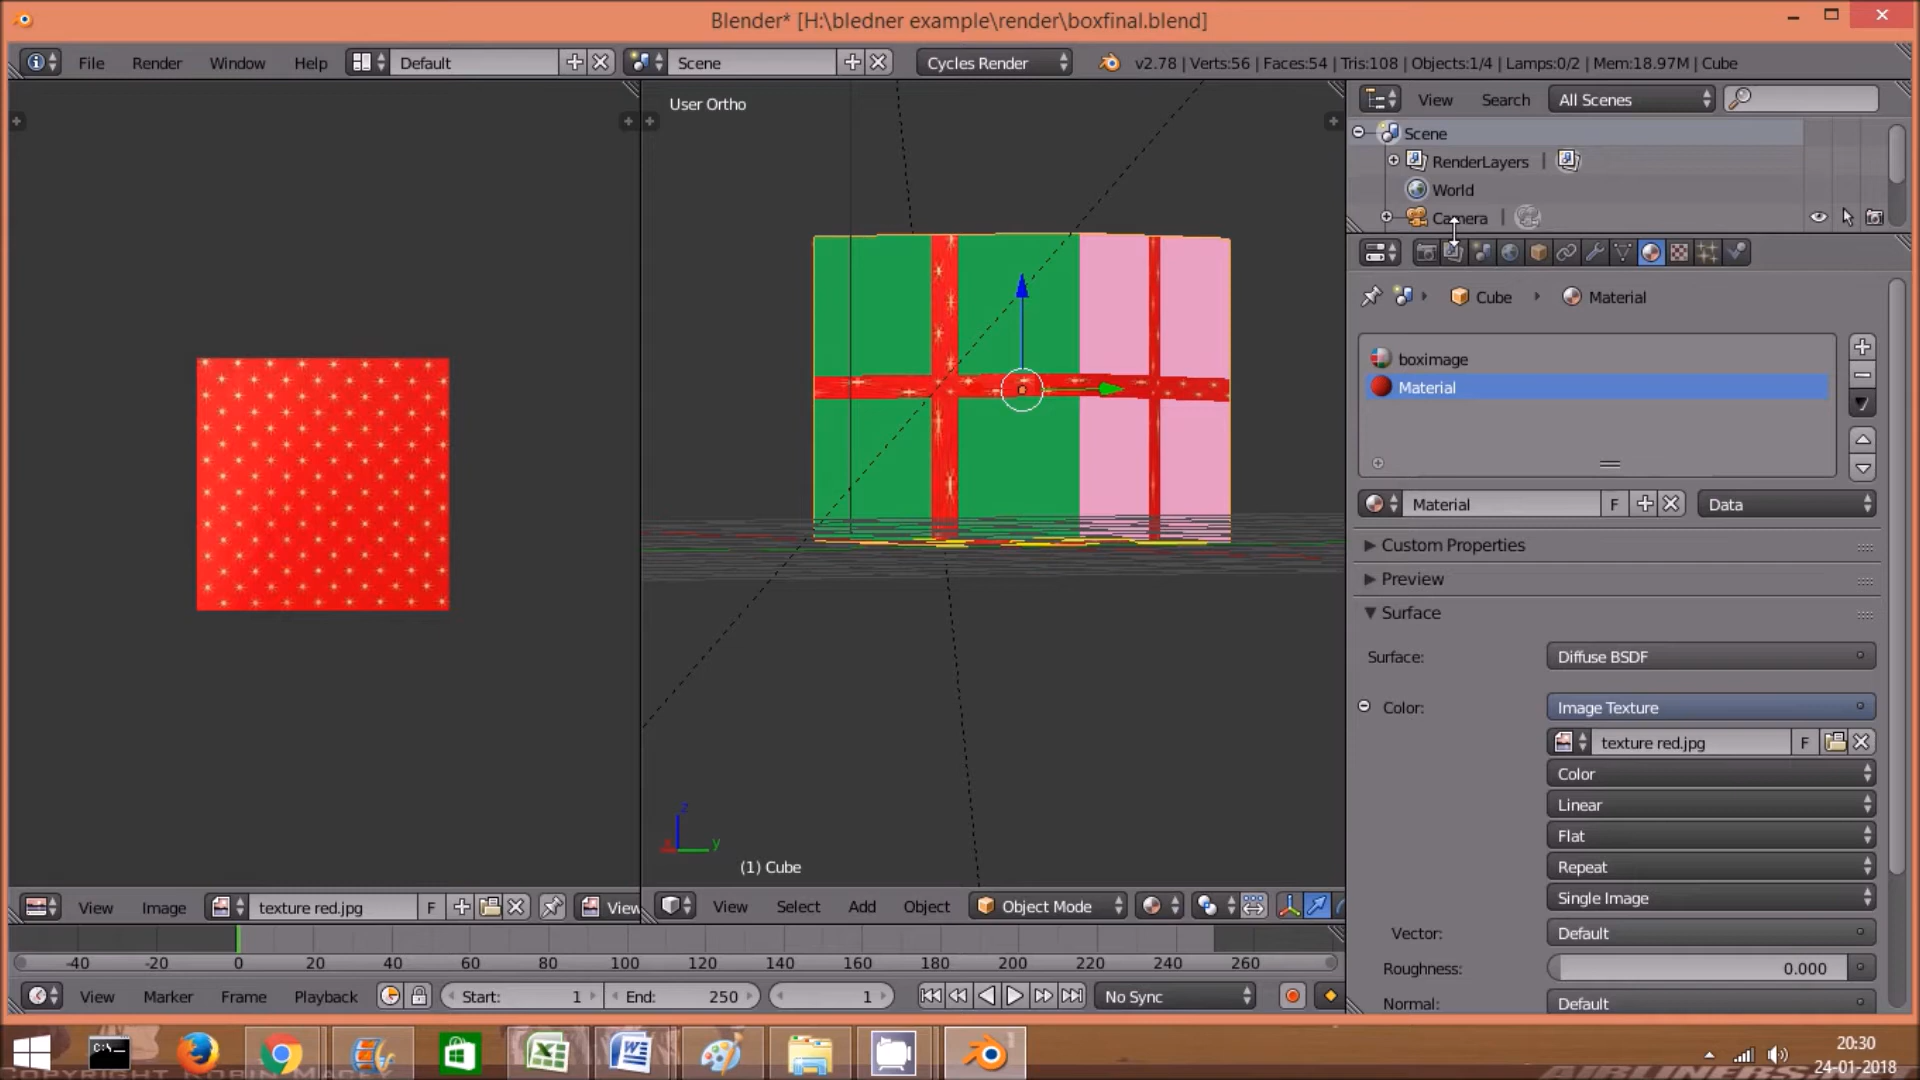 Blender* [H:\bledner example\render\boxfinal.blend]
File Render Window Help Default Scene Cycles Render v2.78 | Verts:56 | Faces:54 | Tris:108 | Objects:1/4 | Lamps:0/2 | Mem:18.97M | Cube
User Ortho
View Search All Scenes
Scene
RenderLayers
World
Camera
Cube Material
boximage
Material
Material F Data
Custom Properties
Preview
Surface
Surface: Diffuse BSDF
Color: Image Texture
texture red.jpg F
Color
Linear
Flat
Repeat
Single Image
Vector: Default
Roughness: 0.000
Normal: Default
z
x y
(1) Cube
View Image texture red.jpg F View
View Select Add Object Object Mode
-40 -20 0 20 40 60 80 100 120 140 160 180 200 220 240 260
View Marker Frame Playback Start: 1 End: 250 1 No Sync
C:\
20:30
24-01-2018
COPYRIGHT ROBIN MACEY
AIRLINERS.